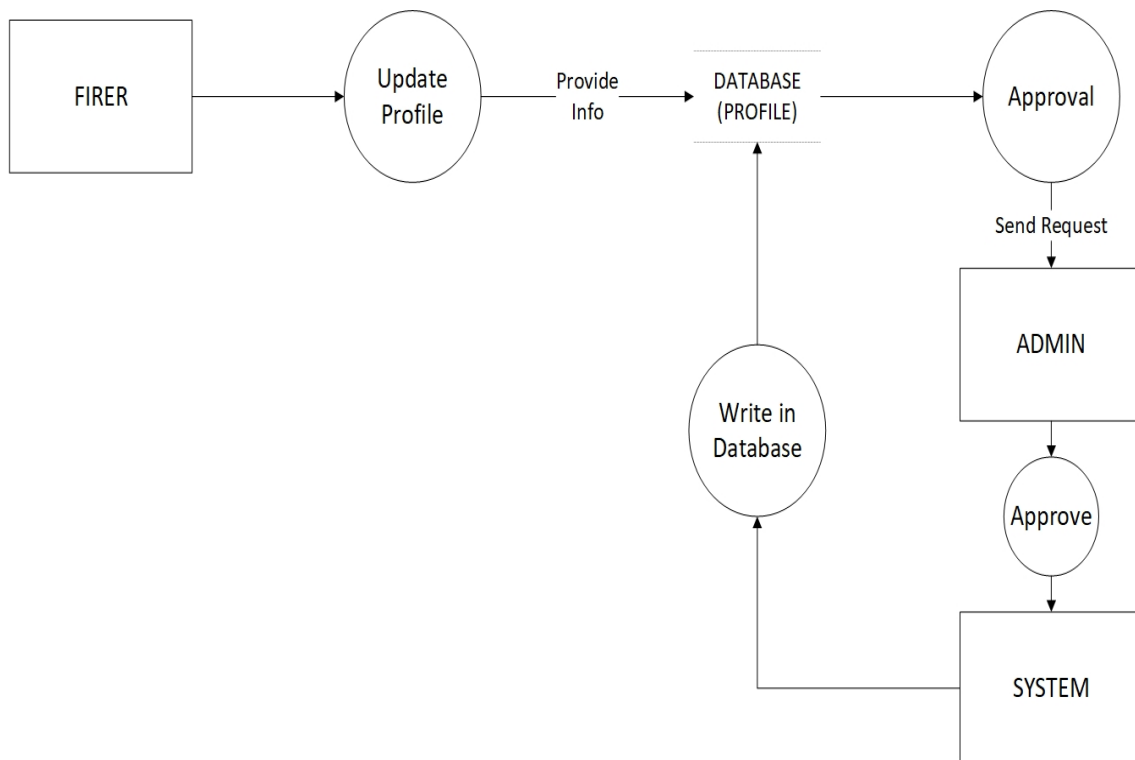 FIRER
Update
Profile
Provide
Info
DATABASE
(PROFILE)
Approval
Send Request
ADMIN
Write in
Database
Approve
SYSTEM